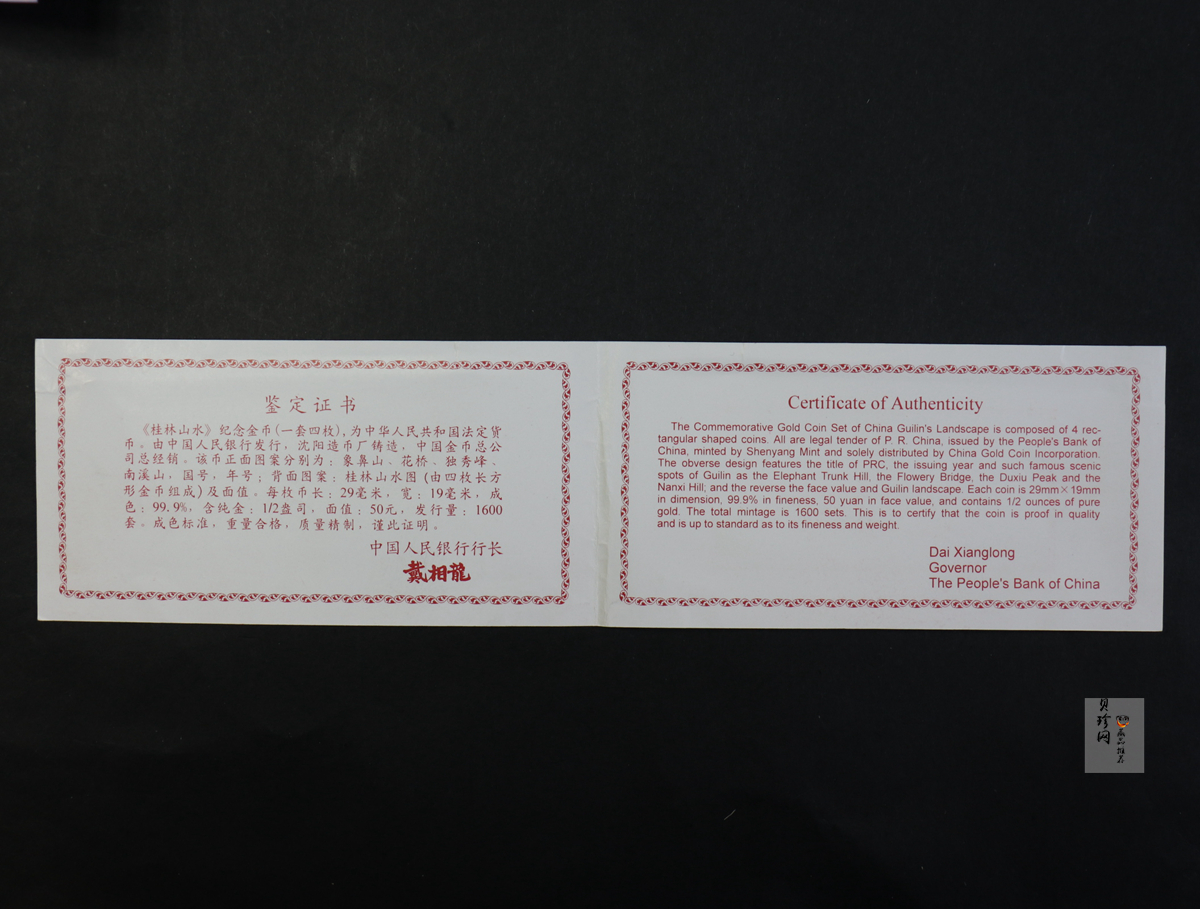 鉴定证书
《桂林山水》纪念金币(一套四枚),为中华人民共和国法定货
币。由中国人民银行发行,沈阳造币厂铸造,中国金币总公
司总经销。该币正面图案分别为:象鼻山、花桥、独秀峰、
南溪山,国号,年号;背面图案:桂林山水图(由四枚长方
形金币组成)及面值。每枚币长:29毫米,宽:19毫米,成
色:99.9%,含纯金:1/2盎司,面值:50元,发行量:1600
套。成色标准,重量合格,质量精制,谨此证明。
中国人民银行行长
戴相龍
Certificate of Authenticity
The Commemorative Gold Coin Set of China Guilin's Landscape is composed of 4 rec-
tangular shaped coins. All are legal tender of P. R. China, issued by the People's Bank of
China, minted by Shenyang Mint and solely distributed by China Gold Coin Incorporation.
The obverse design features the title of PRC, the issuing year and such famous scenic
spots of Guilin as the Elephant Trunk Hill, the Flowery Bridge, the Duxiu Peak and the
Nanxi Hill; and the reverse the face value and Guilin landscape. Each coin is 29mm×19mm
in dimension, 99.9% in fineness, 50 yuan in face value, and contains 1/2 ounces of pure
gold. The total mintage is 1600 sets. This is to certify that the coin is proof in quality
and is up to standard as to its fineness and weight.
Dai Xianglong
Governor
The People's Bank of China
贝珍网
藏品推荐